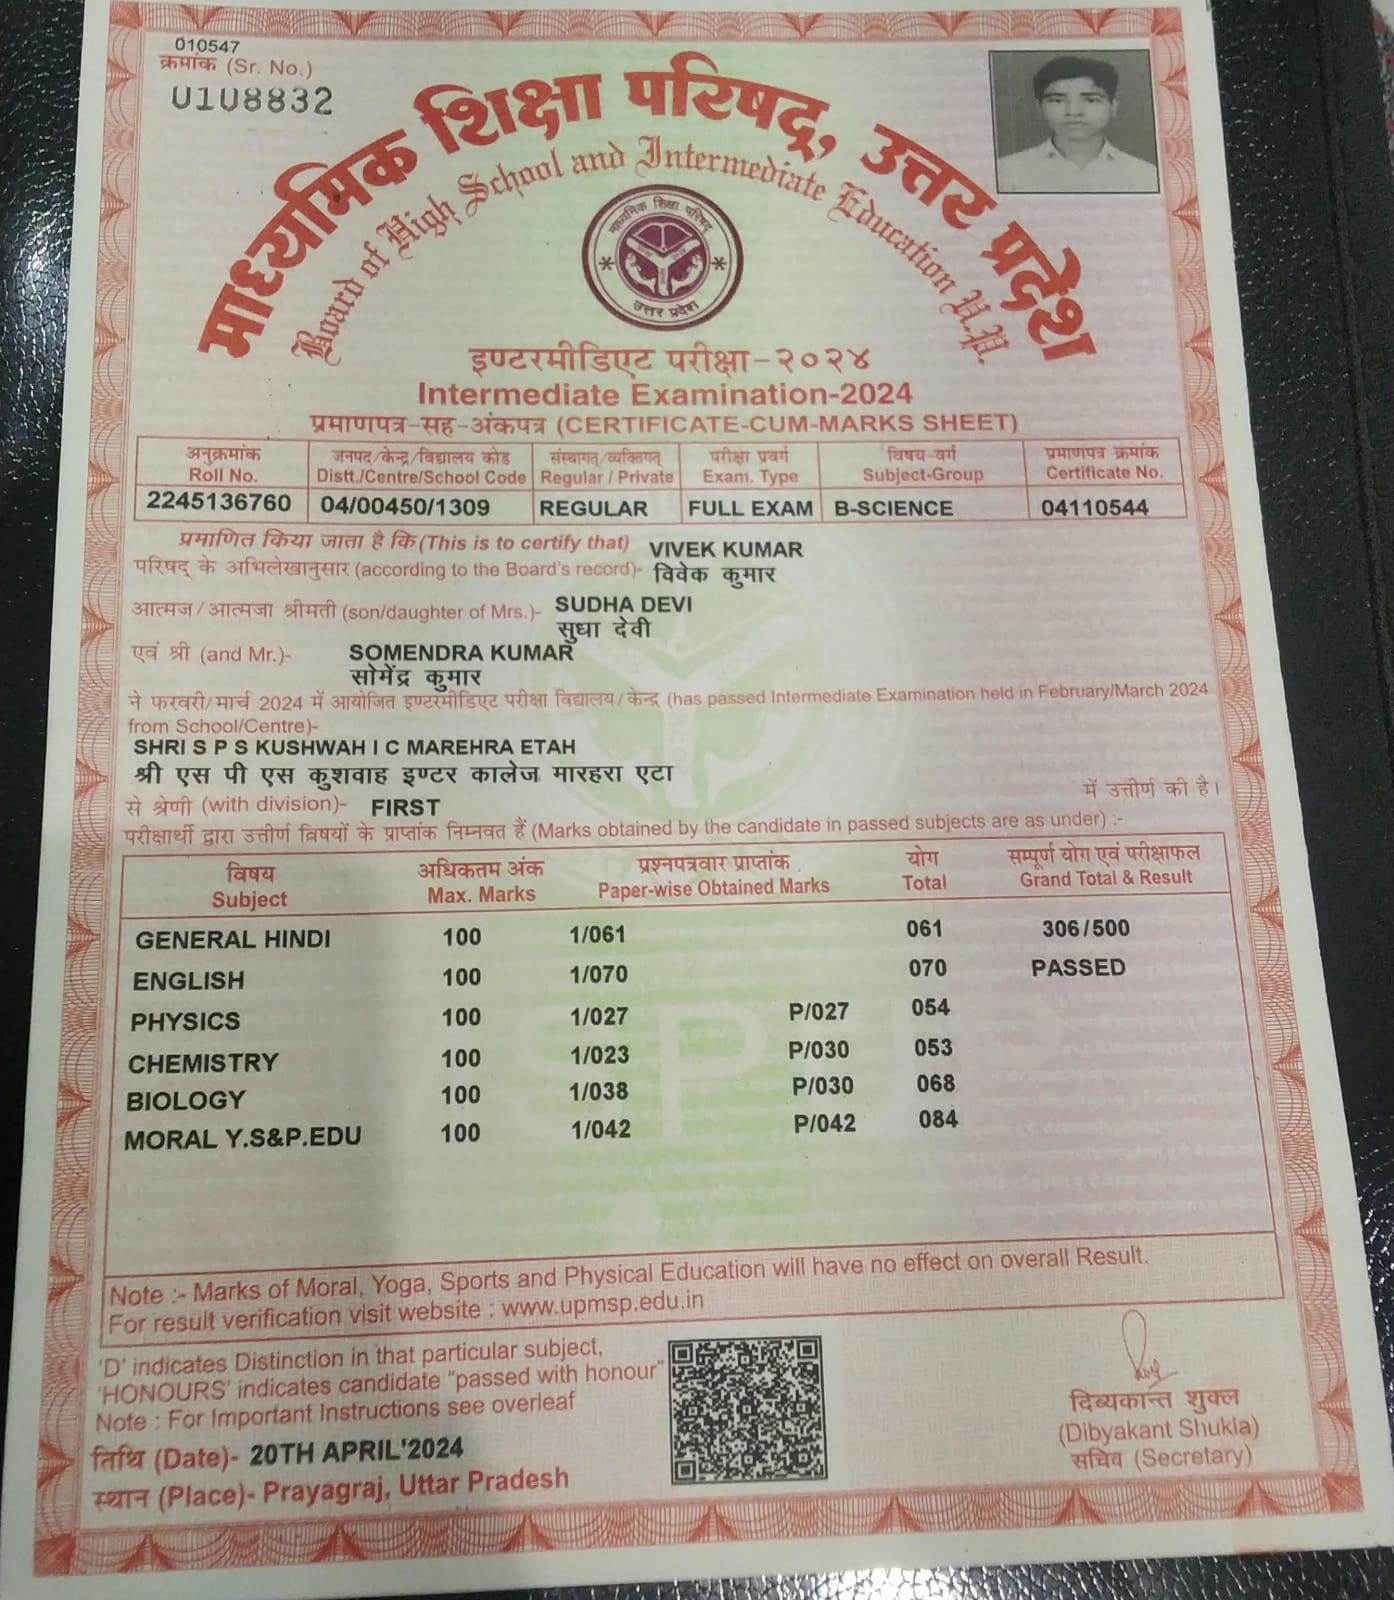 010547
क्रमांक (Sr. No.)
0108832
माध्यमिक शिक्षा परिषद्, उत्तर प्रदेश
Board of High School and Intermediate Education U.P.
माध्यमिक शिक्षा परिषद्
उत्तर प्रदेश
इण्टरमीडिएट परीक्षा-२०२४
Intermediate Examination-2024
प्रमाणपत्र-सह-अंकपत्र (CERTIFICATE-CUM-MARKS SHEET)
अनुक्रमांक जनपद/केन्द्र/विद्यालय कोड संस्थागत/व्यक्तिगत परीक्षा प्रवर्ग विषय-वर्ग प्रमाणपत्र क्रमांक
Roll No. Distt./Centre/School Code Regular / Private Exam. Type Subject-Group Certificate No.
2245136760 04/00450/1309 REGULAR FULL EXAM B-SCIENCE 04110544
प्रमाणित किया जाता है कि (This is to certify that) VIVEK KUMAR
परिषद् के अभिलेखानुसार (according to the Board's record)- विवेक कुमार
आत्मज/आत्मजा श्रीमती (son/daughter of Mrs.)- SUDHA DEVI
सुधा देवी
एवं श्री (and Mr.)- SOMENDRA KUMAR
सोमेंद्र कुमार
ने फरवरी/मार्च 2024 में आयोजित इण्टरमीडिएट परीक्षा विद्यालय/केन्द्र (has passed Intermediate Examination held in February/March 2024
from School/Centre)-
SHRI S P S KUSHWAH I C MAREHRA ETAH
श्री एस पी एस कुशवाह इण्टर कालेज मारहरा एटा
में उत्तीर्ण की है।
से श्रेणी (with division)- FIRST
परीक्षार्थी द्वारा उत्तीर्ण विषयों के प्राप्तांक निम्नवत हैं (Marks obtained by the candidate in passed subjects are as under) :-
विषय अधिकतम अंक प्रश्नपत्रवार प्राप्तांक योग सम्पूर्ण योग एवं परीक्षाफल
Subject Max. Marks Paper-wise Obtained Marks Total Grand Total & Result
GENERAL HINDI 100 1/061 061 306/500
ENGLISH 100 1/070 070 PASSED
PHYSICS 100 1/027 P/027 054
CHEMISTRY 100 1/023 P/030 053
BIOLOGY 100 1/038 P/030 068
MORAL Y.S&P.EDU 100 1/042 P/042 084
Note :- Marks of Moral, Yoga, Sports and Physical Education will have no effect on overall Result.
For result verification visit website : www.upmsp.edu.in
'D' indicates Distinction in that particular subject,
'HONOURS' indicates candidate "passed with honour"
Note : For Important Instructions see overleaf
तिथि (Date)- 20TH APRIL'2024
स्थान (Place)- Prayagraj, Uttar Pradesh
दिव्यकान्त शुक्ल
(Dibyakant Shukla)
सचिव (Secretary)